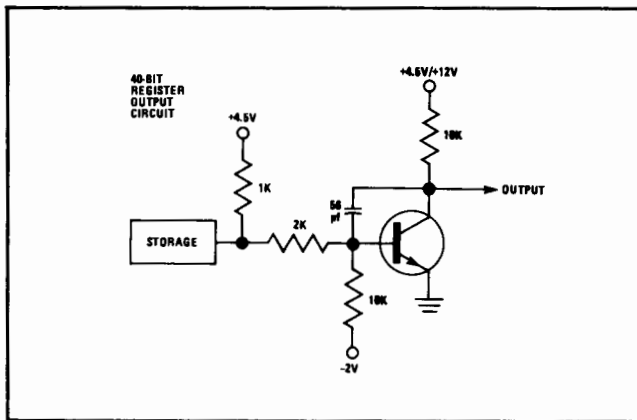 40-BIT
REGISTER
OUTPUT
CIRCUIT
+4.5V/+12V
+4.5V
10K
1K
OUTPUT
56
pf
2K
STORAGE
10K
-2V